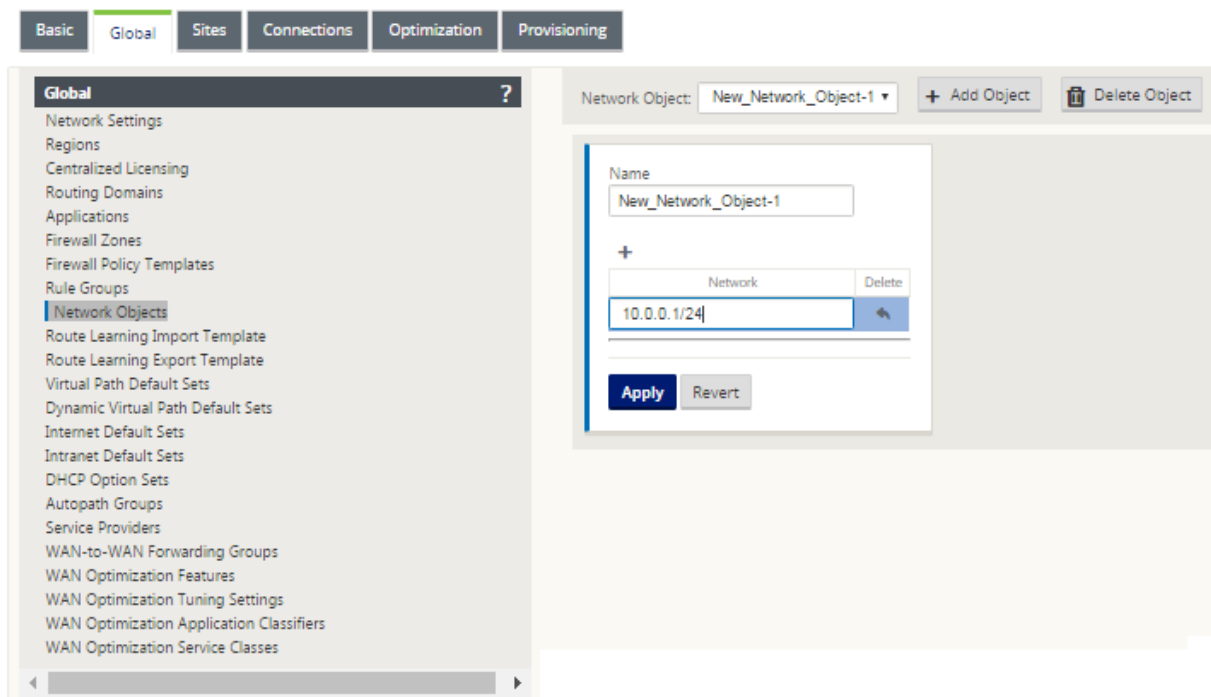 Basic Global Sites Connections Optimization Provisioning
Global ?
Network Settings
Regions
Centralized Licensing
Routing Domains
Applications
Firewall Zones
Firewall Policy Templates
Rule Groups
Network Objects
Route Learning Import Template
Route Learning Export Template
Virtual Path Default Sets
Dynamic Virtual Path Default Sets
Internet Default Sets
Intranet Default Sets
DHCP Option Sets
Autopath Groups
Service Providers
WAN-to-WAN Forwarding Groups
WAN Optimization Features
WAN Optimization Tuning Settings
WAN Optimization Application Classifiers
WAN Optimization Service Classes
Network Object: New_Network_Object-1 + Add Object Delete Object
Name
New_Network_Object-1
+
Network Delete
10.0.0.1/24
Apply Revert